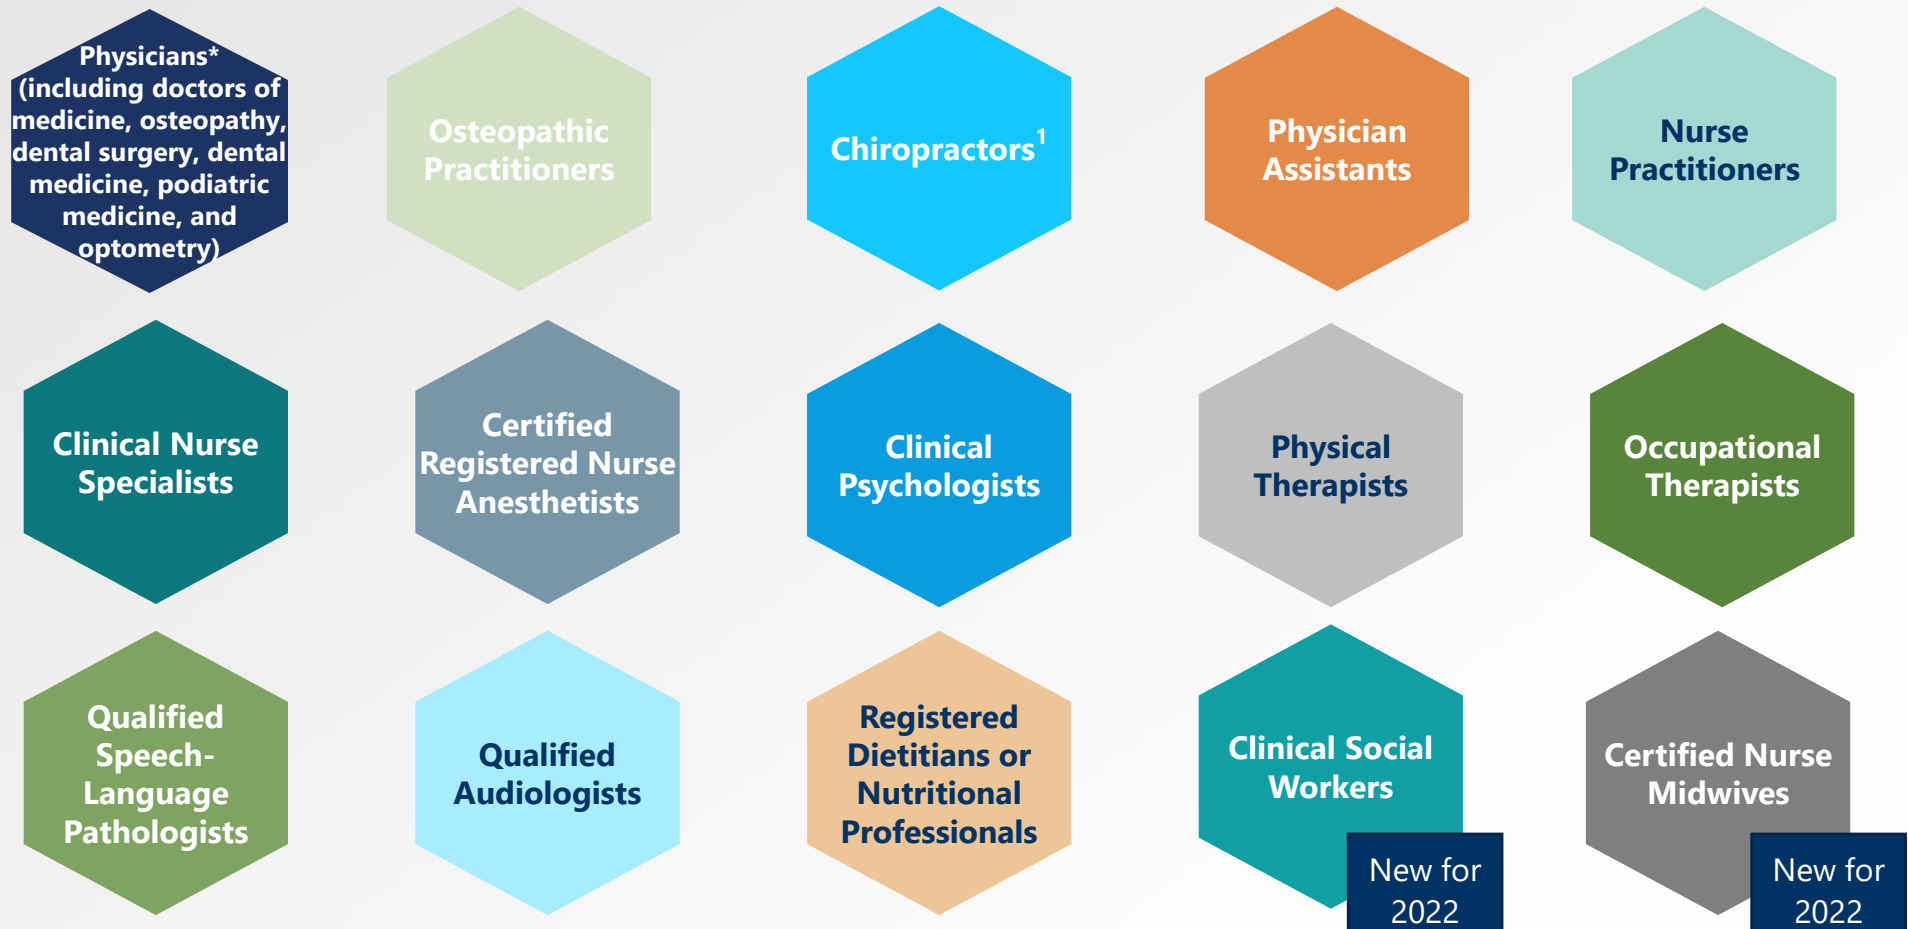 Physicians*
(including doctors of
medicine, osteopathy,
dental surgery, dental
medicine, podiatric
medicine, and
optometry)
Osteopathic
Practitioners
Chiropractors¹
Physician
Assistants
Nurse
Practitioners
Clinical Nurse
Specialists
Certified
Registered Nurse
Anesthetists
Clinical
Psychologists
Physical
Therapists
Occupational
Therapists
Qualified
Speech-
Language
Pathologists
Qualified
Audiologists
Registered
Dietitians or
Nutritional
Professionals
Clinical Social
Workers
New for
2022
Certified Nurse
Midwives
New for
2022